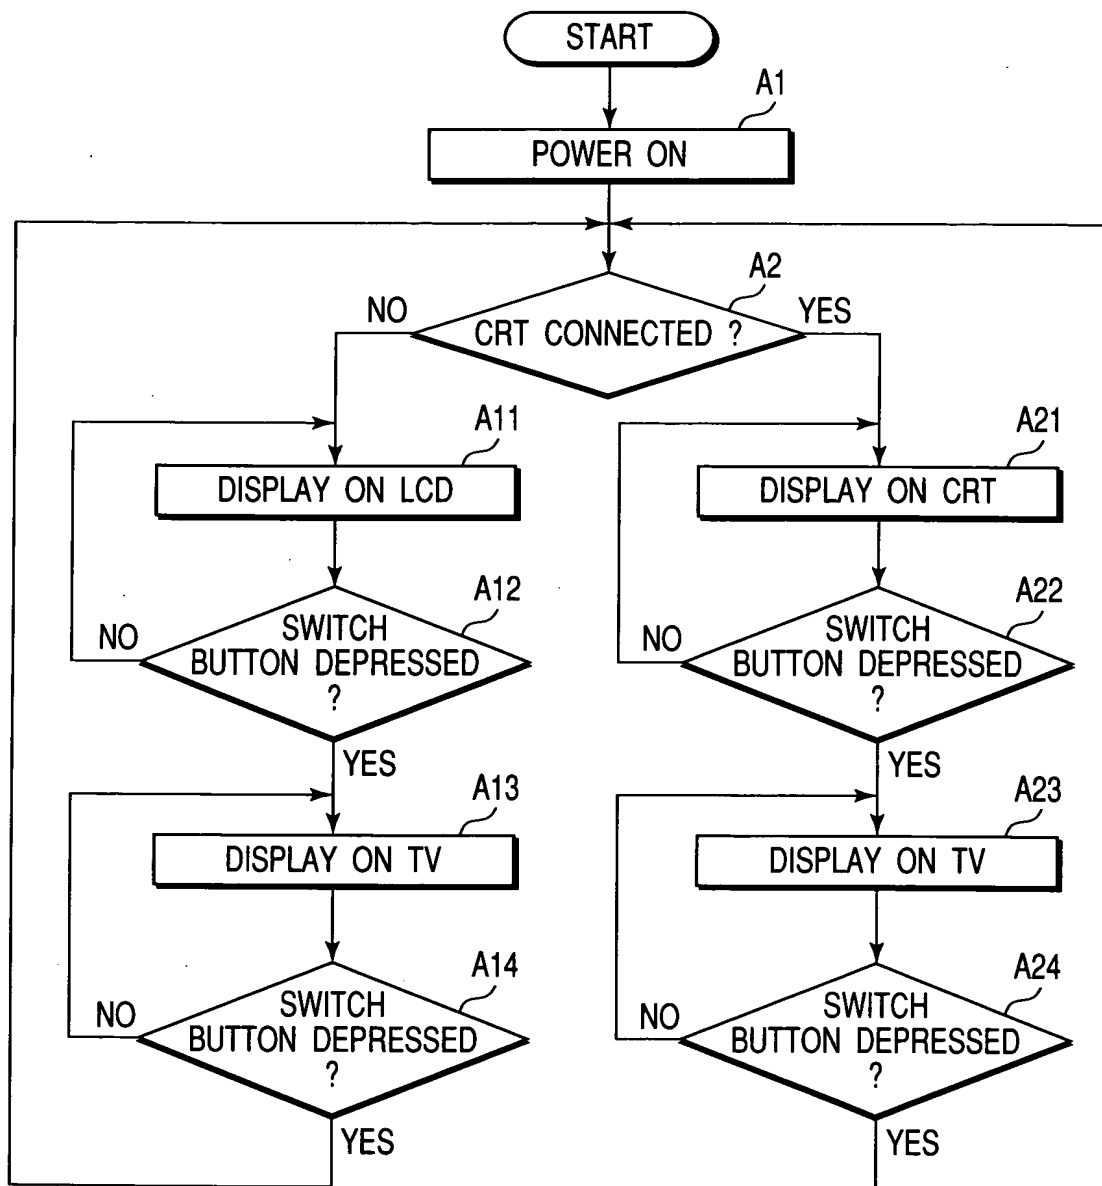 START
A1
POWER ON
A2
NO
YES
CRT CONNECTED ?
A11
DISPLAY ON LCD
A12
SWITCH
BUTTON DEPRESSED
?
NO
YES
A13
DISPLAY ON TV
A14
SWITCH
BUTTON DEPRESSED
?
NO
YES
A21
DISPLAY ON CRT
A22
SWITCH
BUTTON DEPRESSED
?
NO
YES
A23
DISPLAY ON TV
A24
SWITCH
BUTTON DEPRESSED
?
NO
YES